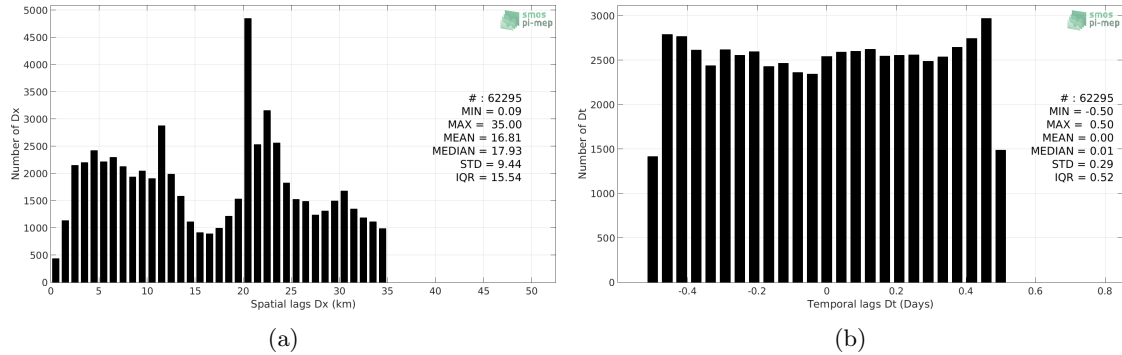 5000
4500
4000
3500
3000
2500
2000
1500
1000
500
0
Number of Dx
0 5 10 15 20 25 30 35 40 45 50
Spatial lags Dx (km)
smos
pi-mep
# : 62295
MIN = 0.09
MAX = 35.00
MEAN = 16.81
MEDIAN = 17.93
STD = 9.44
IQR = 15.54
(a)
3000
2500
2000
1500
1000
500
0
Number of Dt
-0.4 -0.2 0 0.2 0.4 0.6 0.8
Temporal lags Dt (Days)
smos
pi-mep
# : 62295
MIN = -0.50
MAX = 0.50
MEAN = 0.00
MEDIAN = 0.01
STD = 0.29
IQR = 0.52
(b)